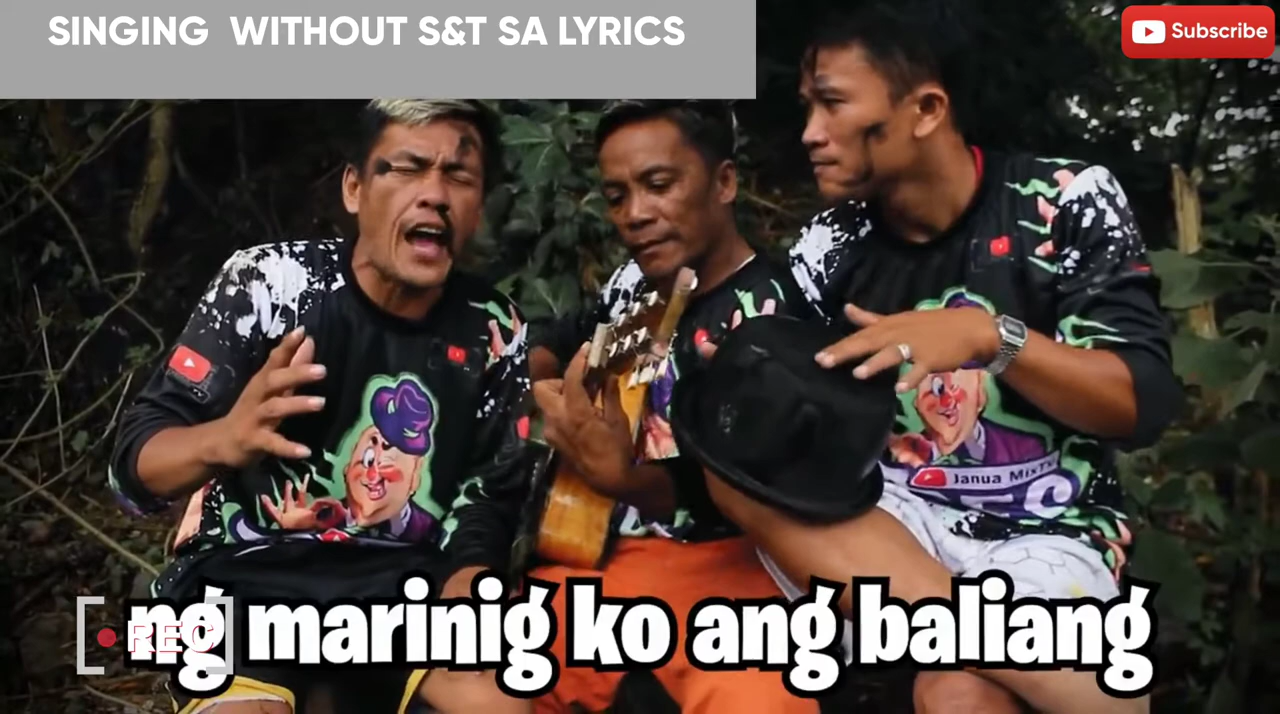 SINGING WITHOUT S&T SA LYRICS
Subscribe
Janua MixTv
REC
ng marinig ko ang baliang